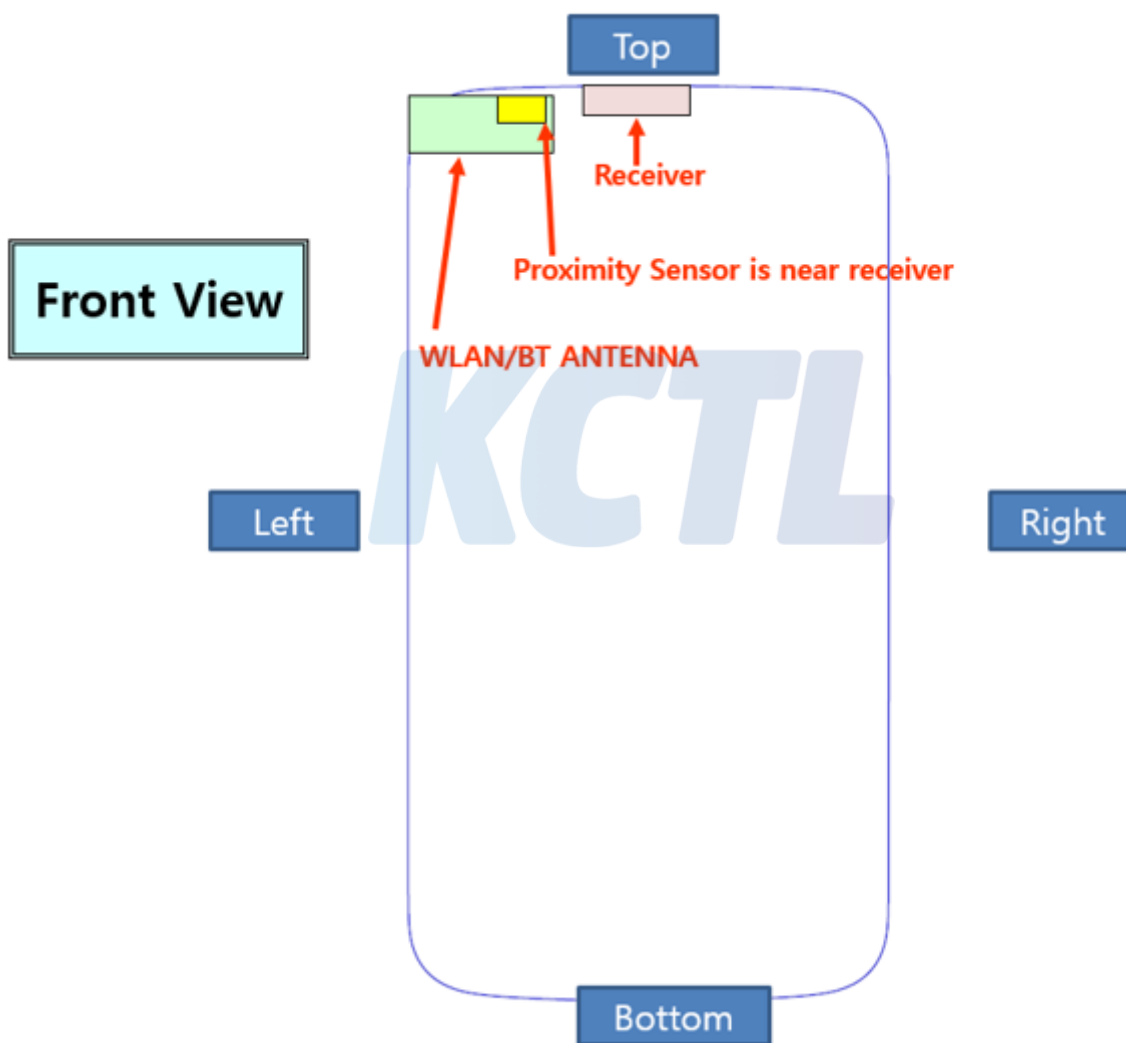 Top
Receiver
Proximity Sensor is near receiver
Front View
WLAN/BT ANTENNA
KCTL
Left
Right
Bottom